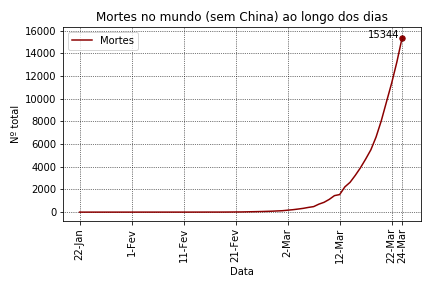 Mortes no mundo (sem China) ao longo dos dias
16000
15344
Mortes
14000
12000
10000
8000
6000
4000
2000
0
Nº total
22-Jan
1-Fev
11-Fev
21-Fev
2-Mar
12-Mar
22-Mar
24-Mar
Data